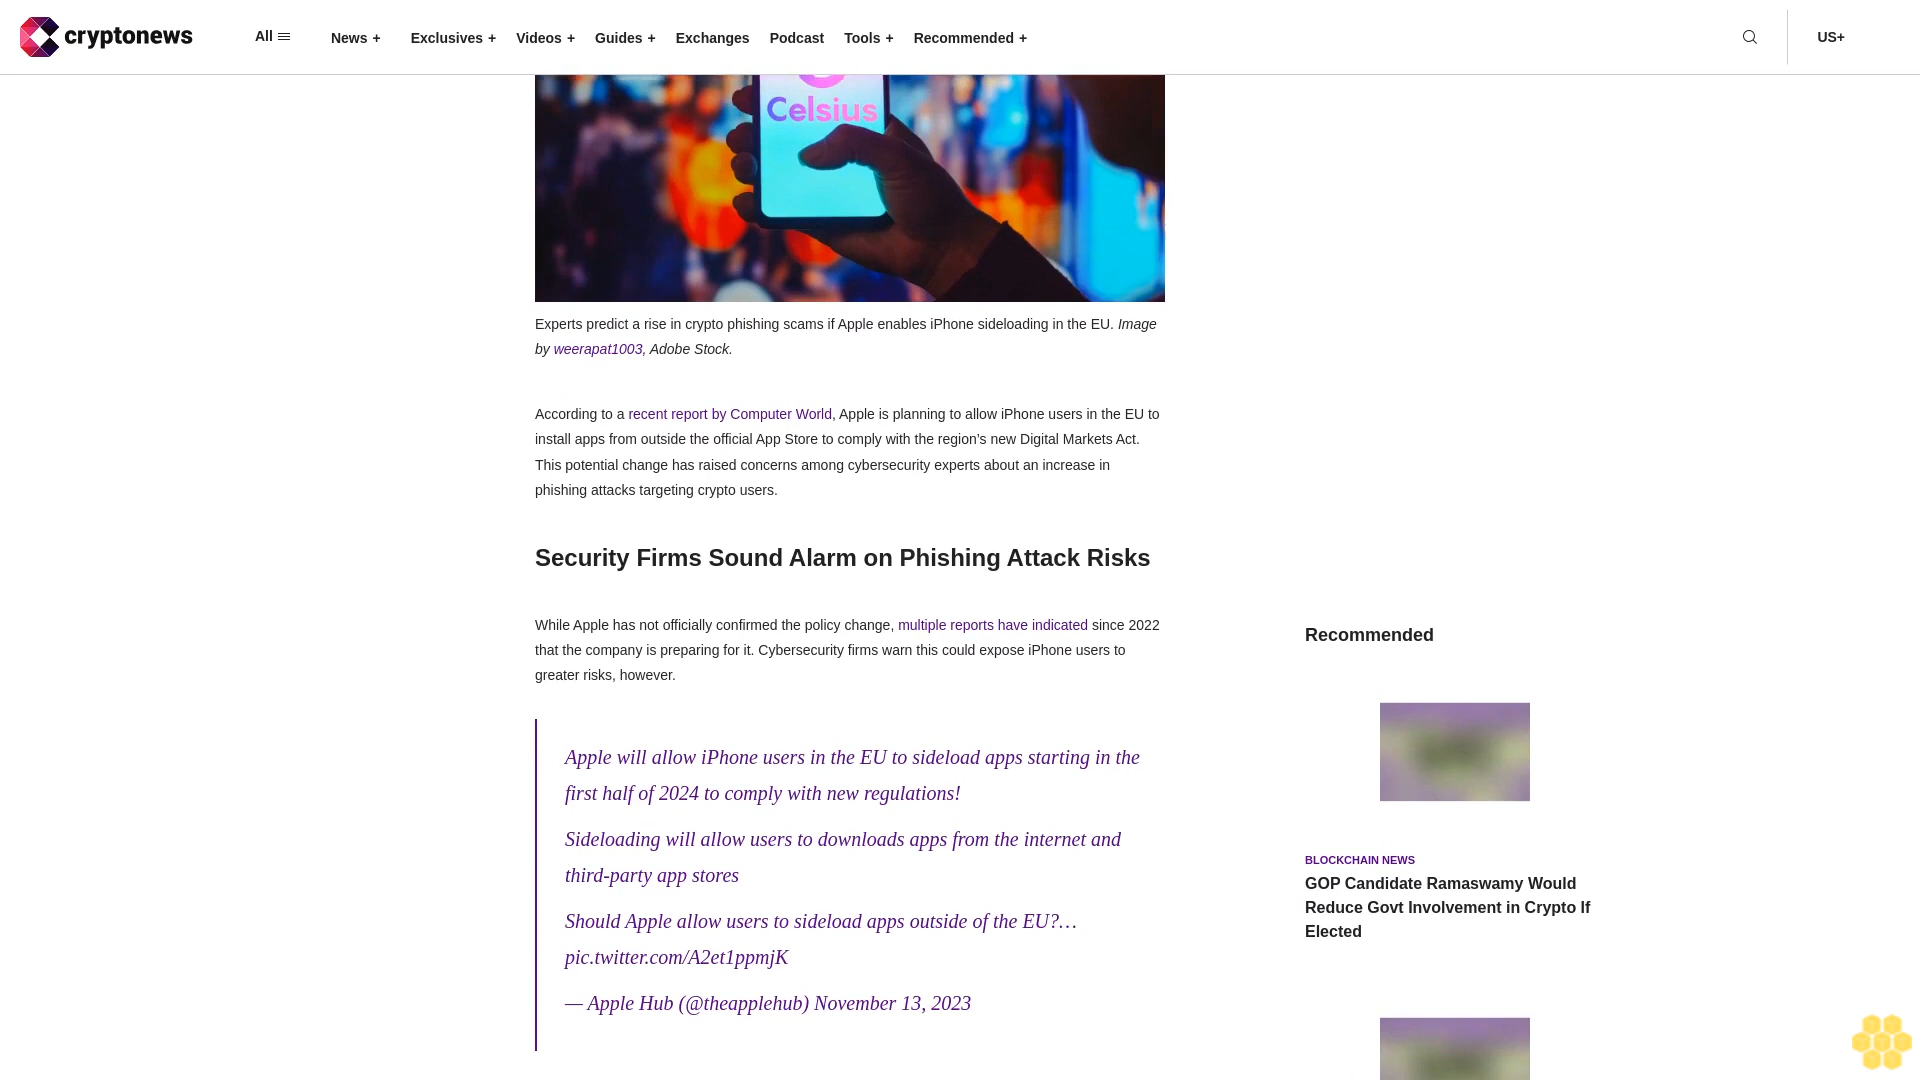 cryptonews
All
News +
Exclusives +
Videos +
Guides +
Exchanges
Podcast
Tools +
Recommended +
US+
Celsius
Experts predict a rise in crypto phishing scams if Apple enables iPhone sideloading in the EU. Image
by weerapat1003, Adobe Stock.
According to a recent report by Computer World, Apple is planning to allow iPhone users in the EU to
install apps from outside the official App Store to comply with the region’s new Digital Markets Act.
This potential change has raised concerns among cybersecurity experts about an increase in
phishing attacks targeting crypto users.
Security Firms Sound Alarm on Phishing Attack Risks
While Apple has not officially confirmed the policy change, multiple reports have indicated since 2022
that the company is preparing for it. Cybersecurity firms warn this could expose iPhone users to
greater risks, however.
Apple will allow iPhone users in the EU to sideload apps starting in the
first half of 2024 to comply with new regulations!
Sideloading will allow users to downloads apps from the internet and
third-party app stores
Should Apple allow users to sideload apps outside of the EU?…
pic.twitter.com/A2et1ppmjK
— Apple Hub (@theapplehub) November 13, 2023
Recommended
BLOCKCHAIN NEWS
GOP Candidate Ramaswamy Would
Reduce Govt Involvement in Crypto If
Elected